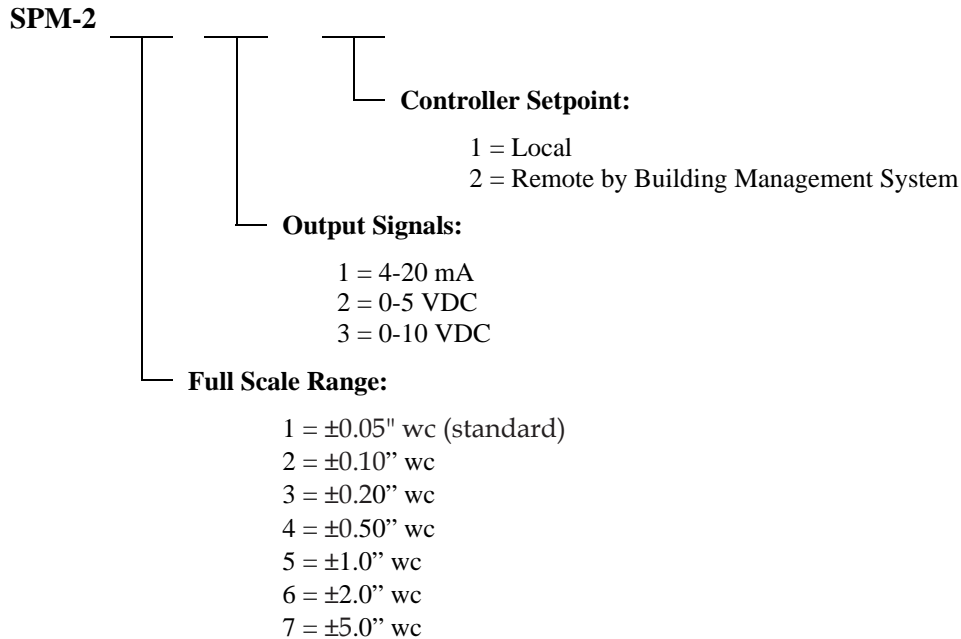 SPM-2
Controller Setpoint:
1 = Local
2 = Remote by Building Management System
Output Signals:
1 = 4-20 mA
2 = 0-5 VDC
3 = 0-10 VDC
Full Scale Range:
1 = ±0.05" wc (standard)
2 = ±0.10” wc
3 = ±0.20” wc
4 = ±0.50” wc
5 = ±1.0” wc
6 = ±2.0” wc
7 = ±5.0” wc